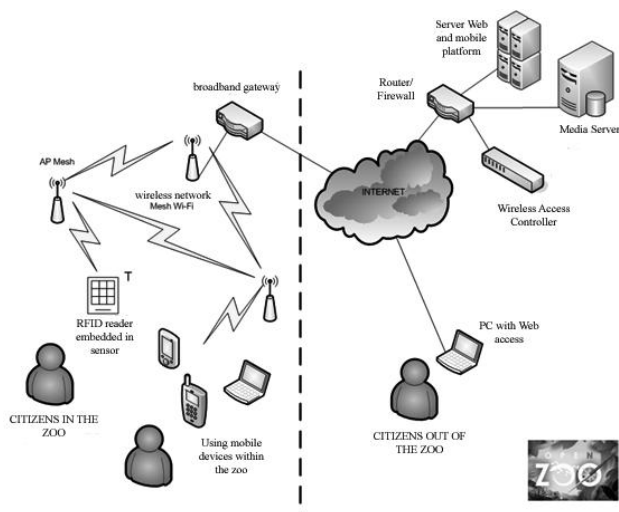 Server Web
and mobile
platform
broadband gateway
Router/
Firewall
Media Server
AP Mesh
wireless network
Mesh Wi-Fi
INTERNET
Wireless Access
Controller
T
RFID reader
embedded in
sensor
PC with Web
access
CITIZENS IN THE
ZOO
Using mobile
devices within
the zoo
CITIZENS OUT OF
THE ZOO
OPEN
ZOO